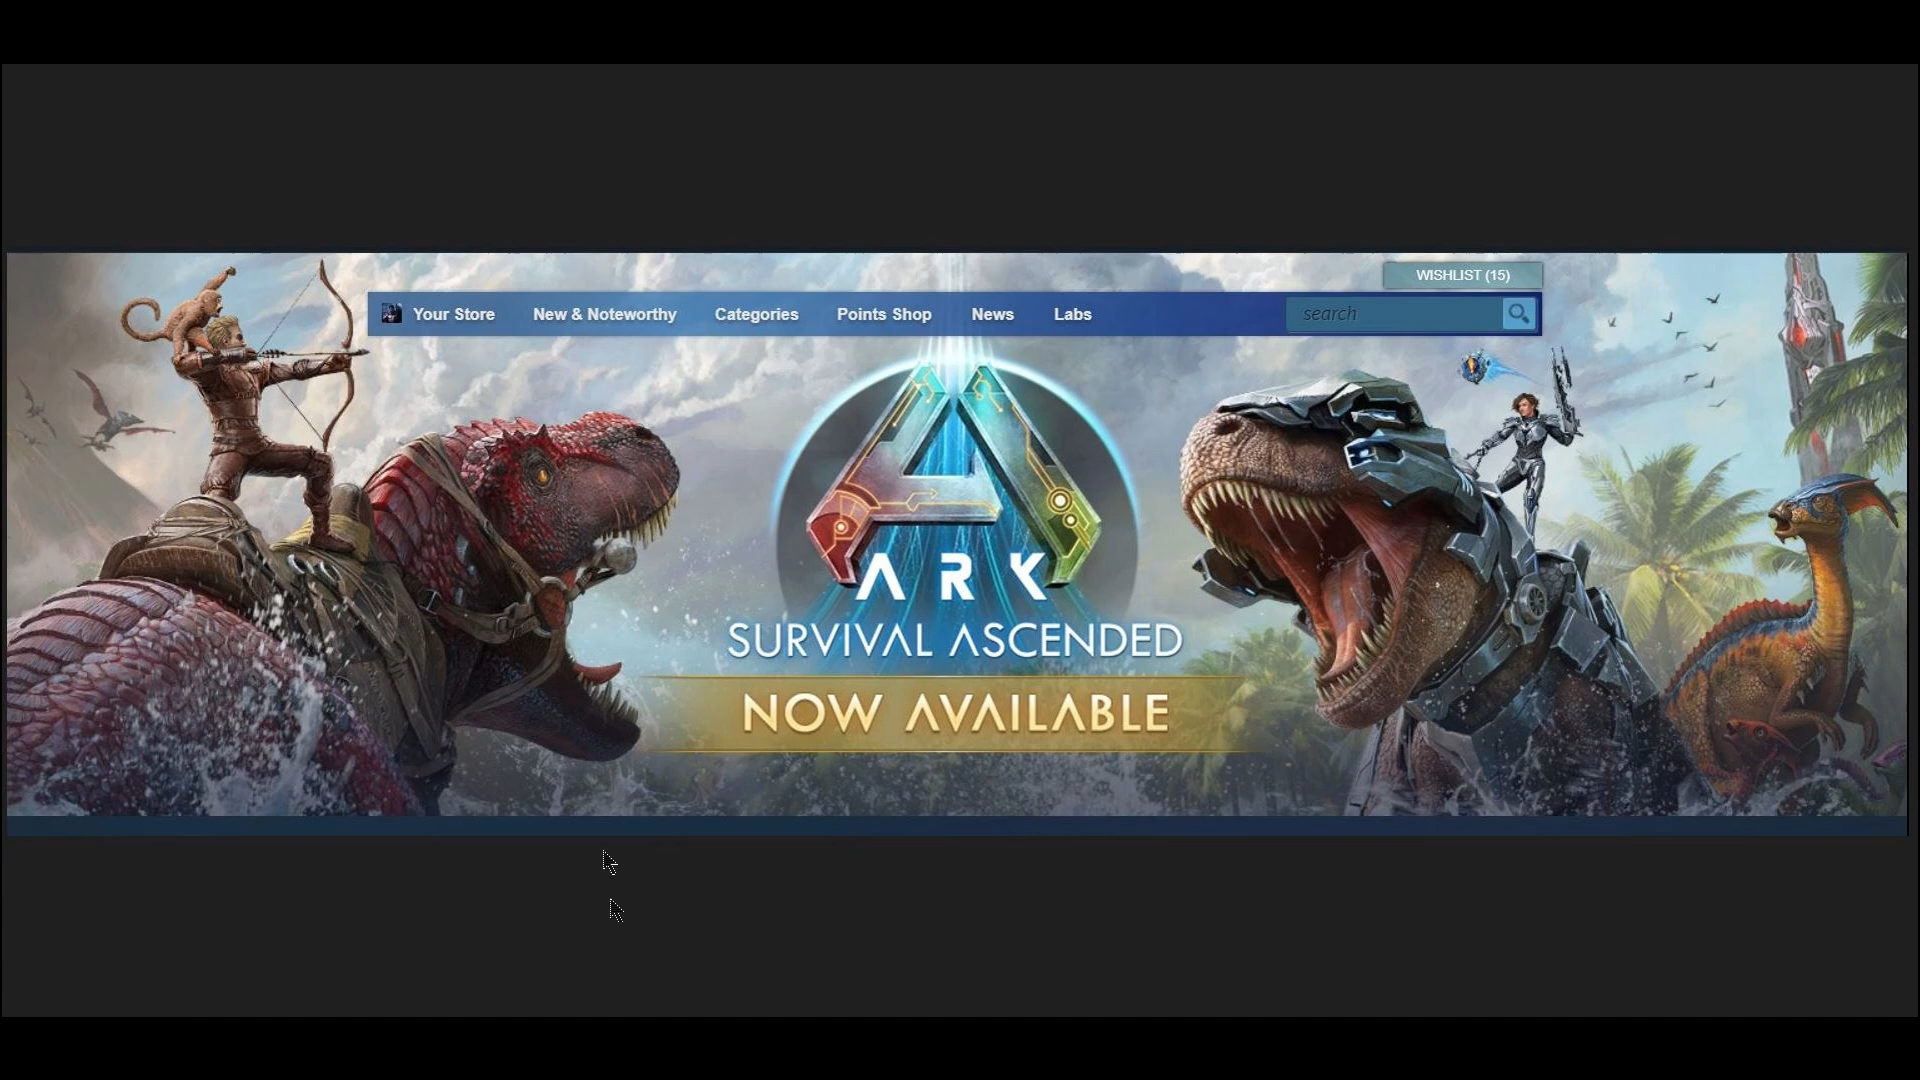 WISHLIST (15)
Your Store New & Noteworthy Categories Points Shop News Labs search
ARK
SURVIVAL ASCENDED
NOW AVAILABLE